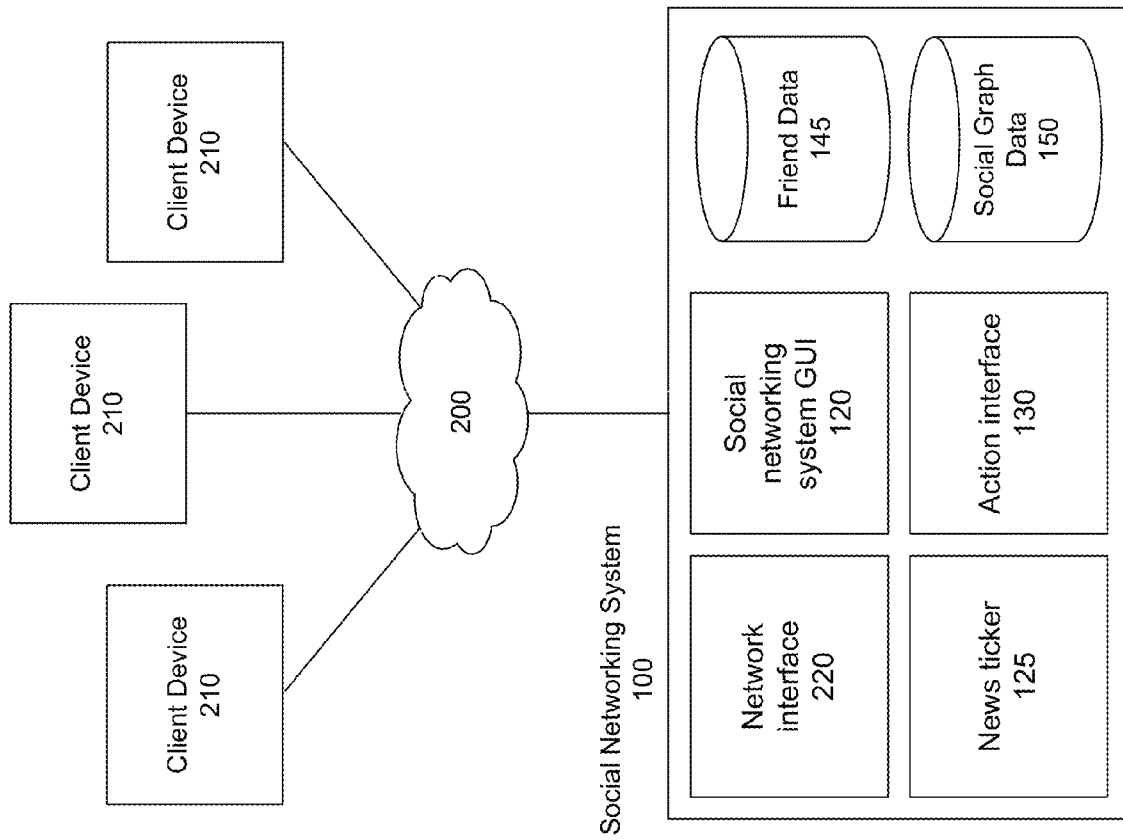 Client Device
210
Client Device
210
Client Device
210
200
Social Networking System
100
Network
interface
220
Social
networking
system GUI
120
Friend Data
145
News ticker
125
Action interface
130
Social Graph
Data
150